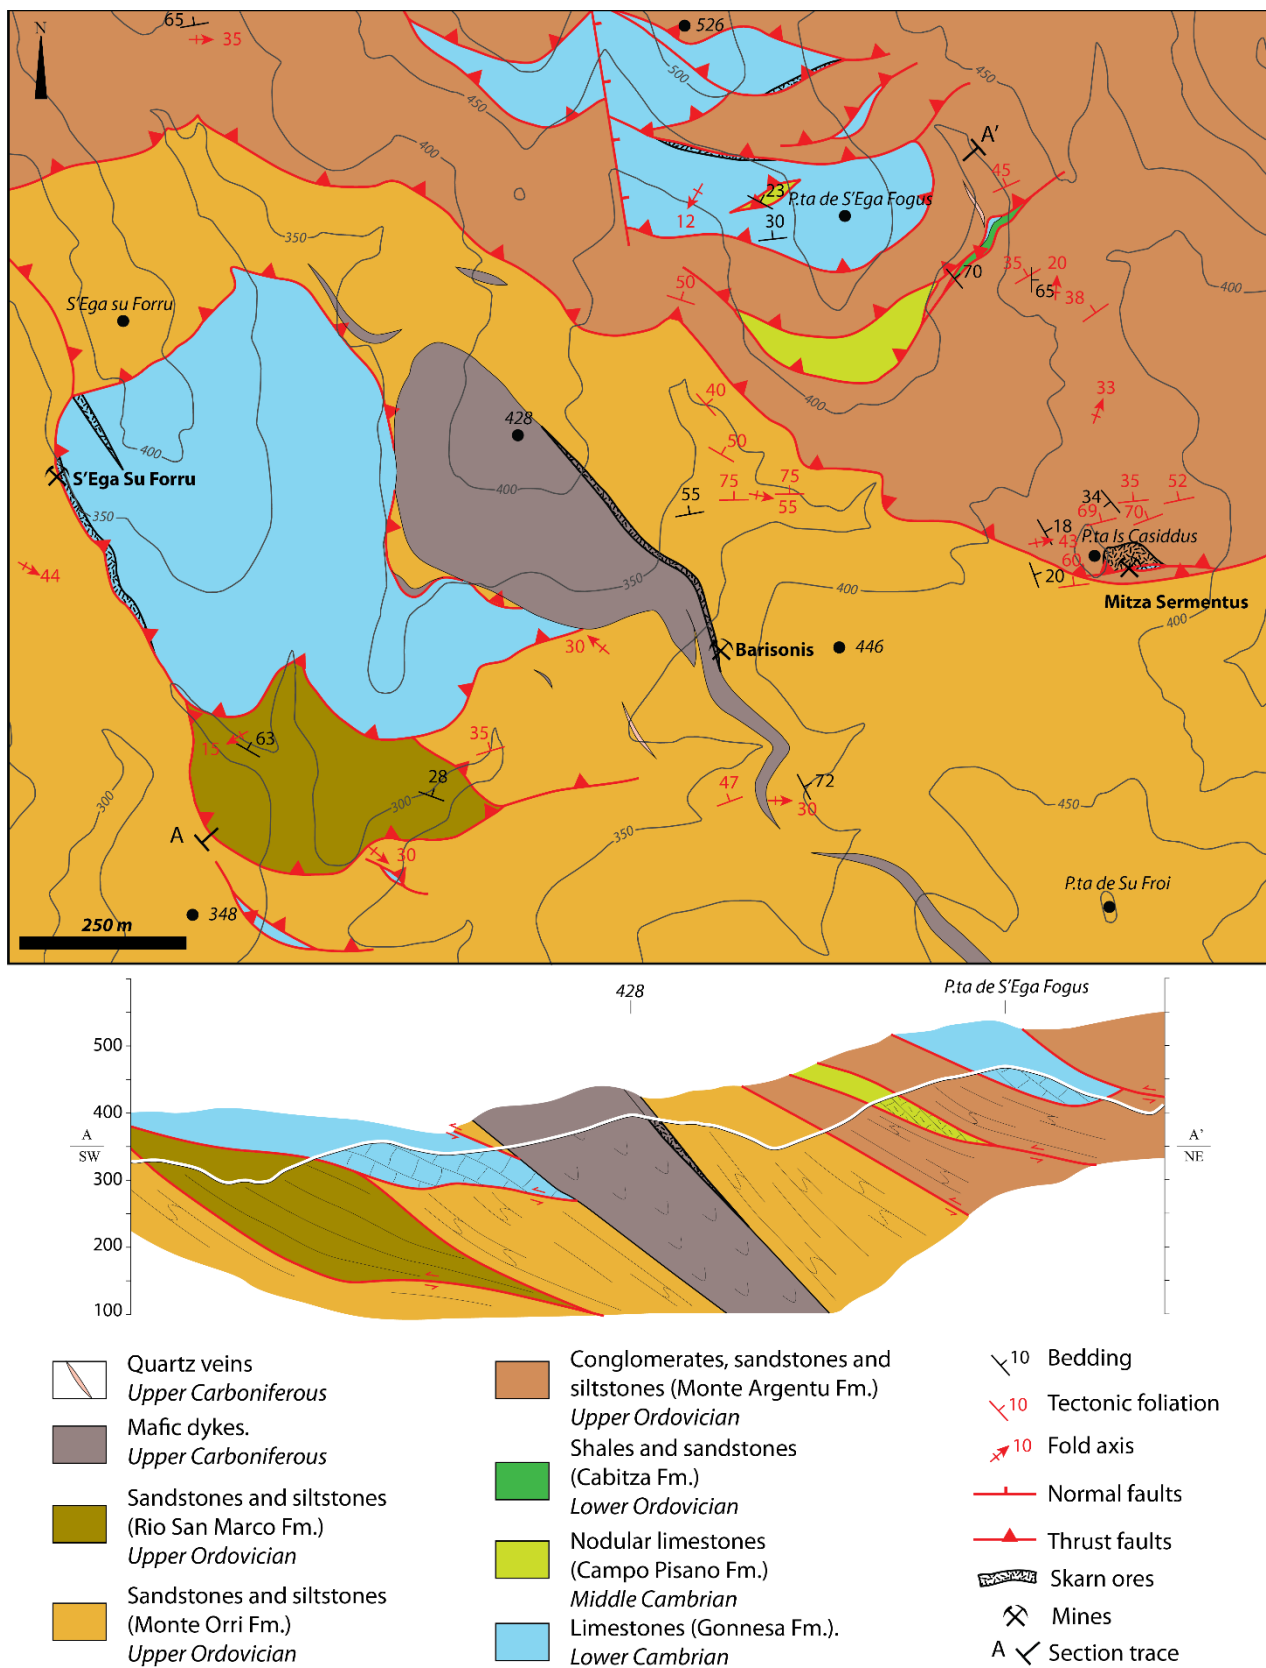 N
65
35
526
500
450
450
400
A'
45
23
P.ta de S'Ega Fogus
12
30
350
S'Ega su Forru
50
70
35
20
65
38
400
400
40
33
428
50
400
400
75
75
55
55
S'Ega Su Forru
350
34
35
52
69
70
18
43
P.ta Is Casiddus
60
20
Mitza Sermentus
400
44
350
400
30
Barisonis
446
15
63
35
28
300
47
72
30
300
350
450
A
30
348
P.ta de Su Froi
250 m
428
P.ta de S'Ega Fogus
500
400
300
200
100
A
SW
A'
NE
Quartz veins
Upper Carboniferous
Mafic dykes.
Upper Carboniferous
Sandstones and siltstones
(Rio San Marco Fm.)
Upper Ordovician
Sandstones and siltstones
(Monte Orri Fm.)
Upper Ordovician
Conglomerates, sandstones and
siltstones (Monte Argentu Fm.)
Upper Ordovician
Shales and sandstones
(Cabitza Fm.)
Lower Ordovician
Nodular limestones
(Campo Pisano Fm.)
Middle Cambrian
Limestones (Gonnesa Fm.).
Lower Cambrian
10 Bedding
10 Tectonic foliation
10 Fold axis
Normal faults
Thrust faults
Skarn ores
Mines
A Section trace